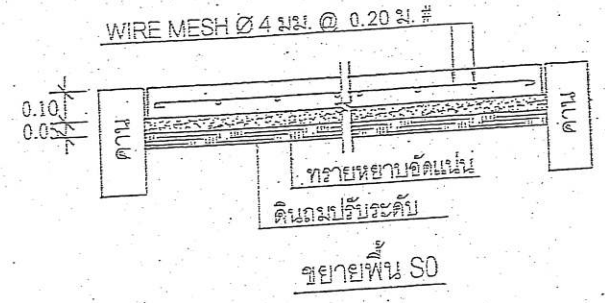 WIRE MESH Ø 4 มม. @ 0.20 ม. #
0.10
0.05
คาน
คาน
ทรายหยาบอัดแน่น
ดินถมปรับระดับ
ขยายพื้น S0